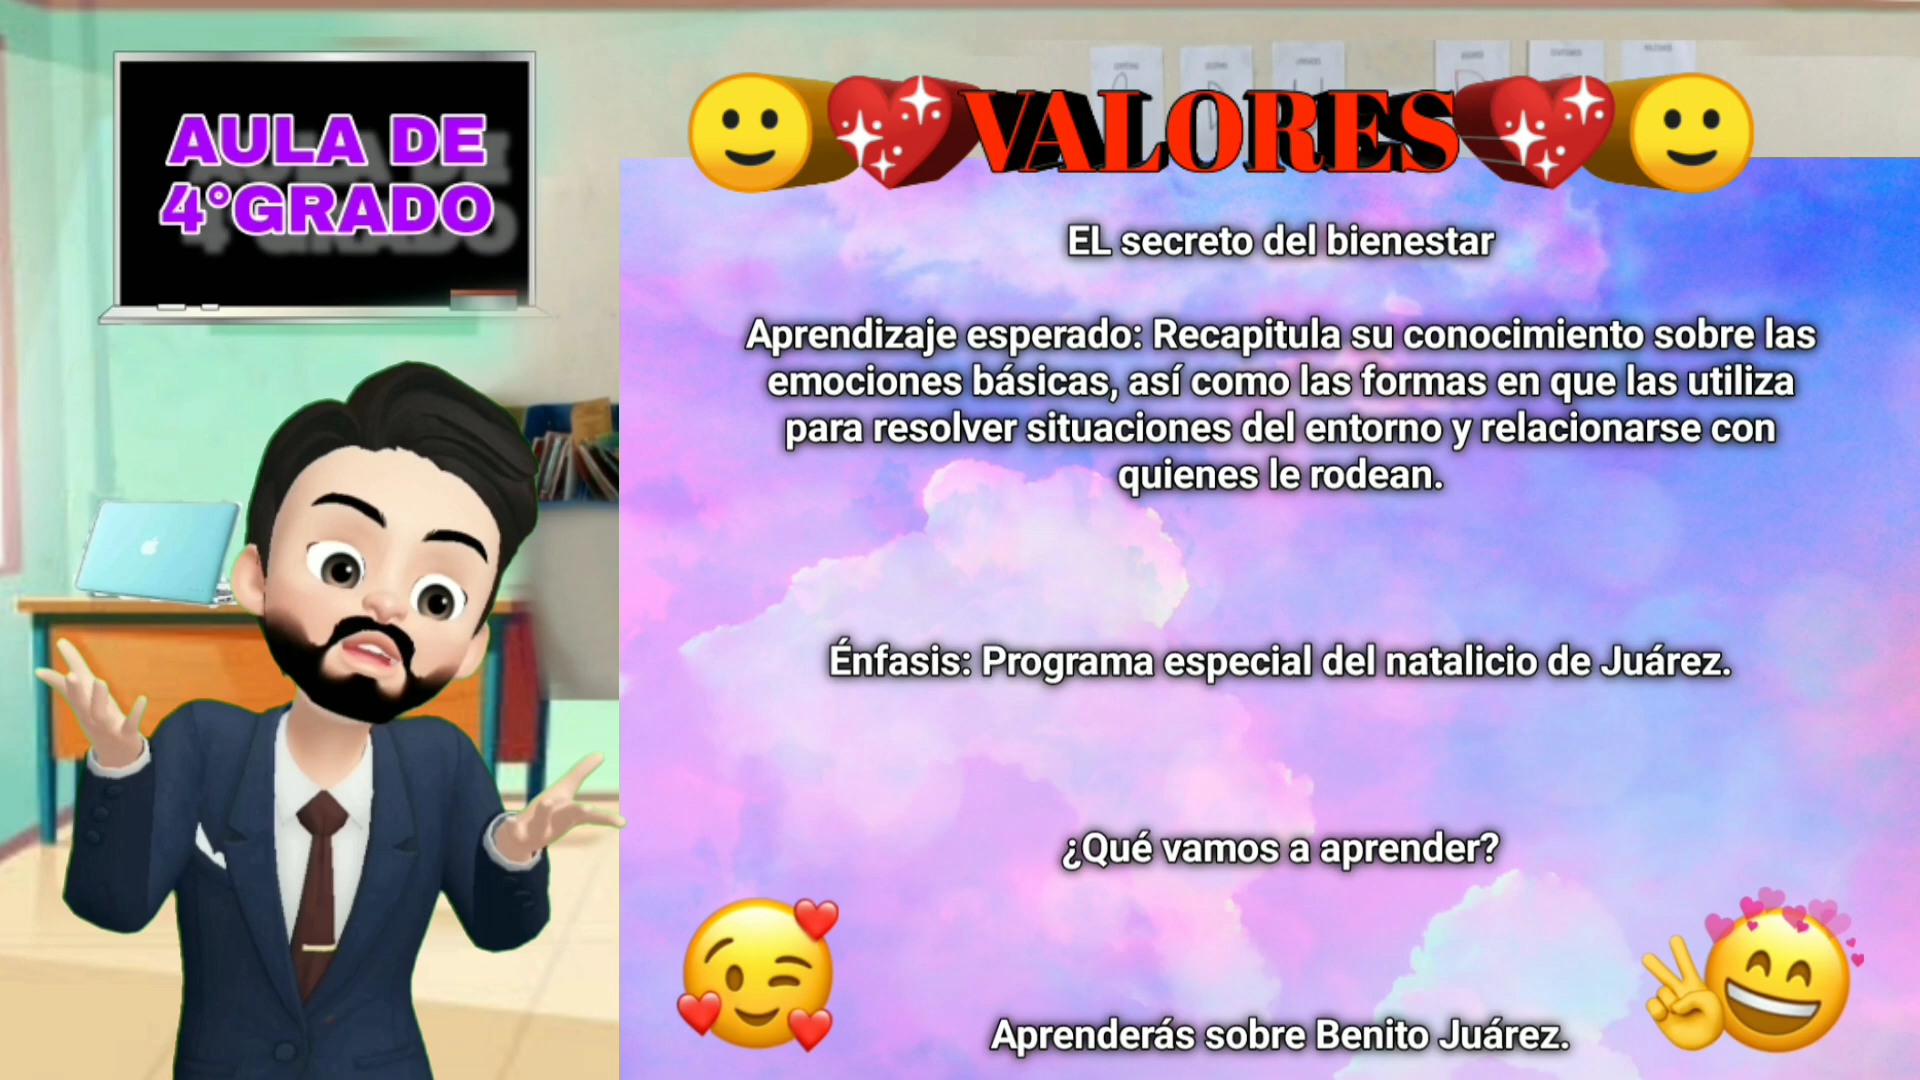 AULA DE
4°GRADO
VALORES
EL secreto del bienestar
Aprendizaje esperado: Recapitula su conocimiento sobre las
emociones básicas, así como las formas en que las utiliza
para resolver situaciones del entorno y relacionarse con
quienes le rodean.
Énfasis: Programa especial del natalicio de Juárez.
¿Qué vamos a aprender?
Aprenderás sobre Benito Juárez.